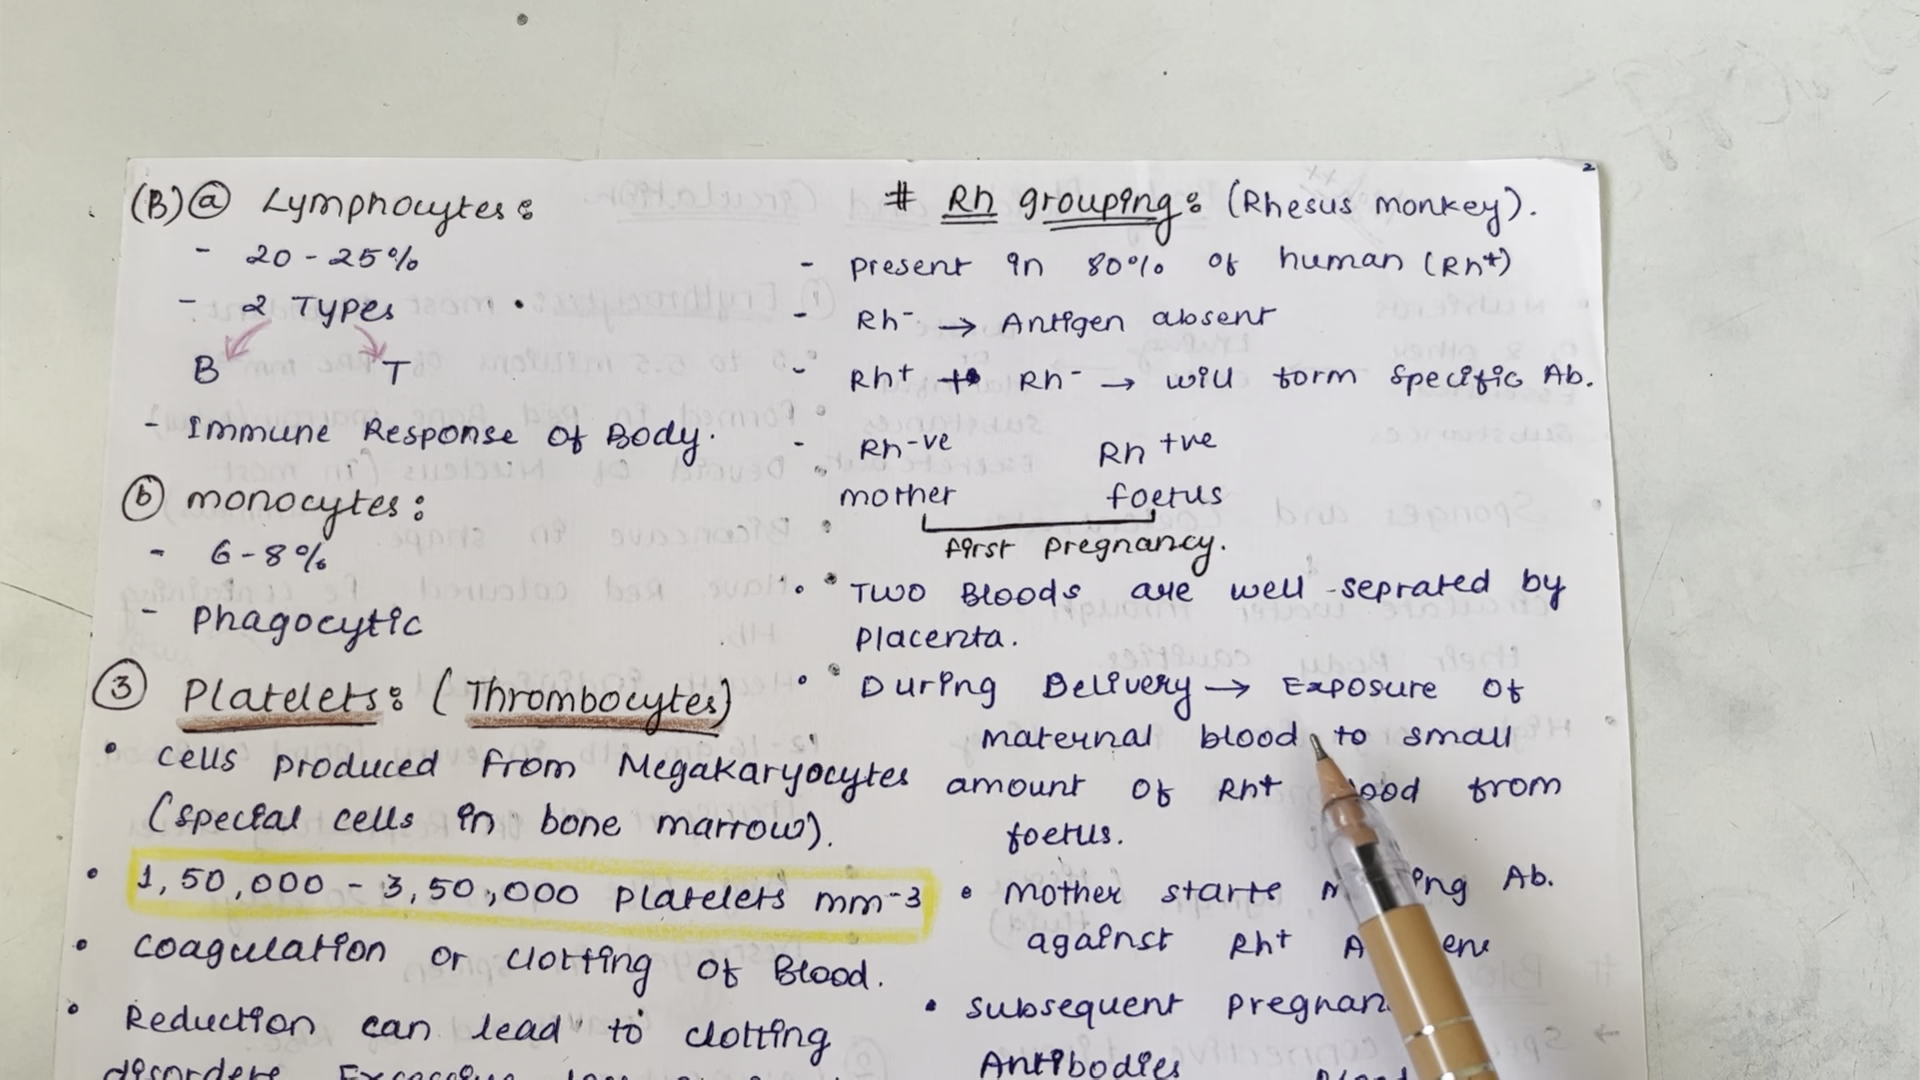 2
(B) ⓐ Lymphocytes:
- 20-25%
- 2 Types
B T
- Immune Response of Body.
ⓑ monocytes:
- 6-8%
- Phagocytic
③ Platelets: (Thrombocytes)
• cells produced from Megakaryocytes
(special cells in bone marrow).
• 1,50,000 - 3,50,000 platelets mm-3
• coagulation or clotting of Blood.
• Reduction can lead to clotting
disorders
# Rh grouping: (Rhesus monkey).
- present in 80% of human (Rh+)
- Rh- → Antigen absent
- Rh+ Rh- → will form specific Ab.
- Rh-ve Rh +ve
mother foetus
first pregnancy.
• Two Bloods are well seprated by
Placenta.
• During Delivery → Exposure of
maternal blood to small
amount of Rh+ from
foetus.
• Mother starts Ab.
against Rh+
• subsequent
Antibodies